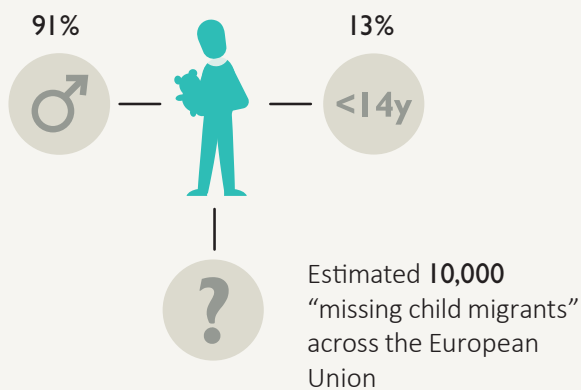 91%
13%
♂
<14y
?
Estimated 10,000
“missing child migrants”
across the European
Union